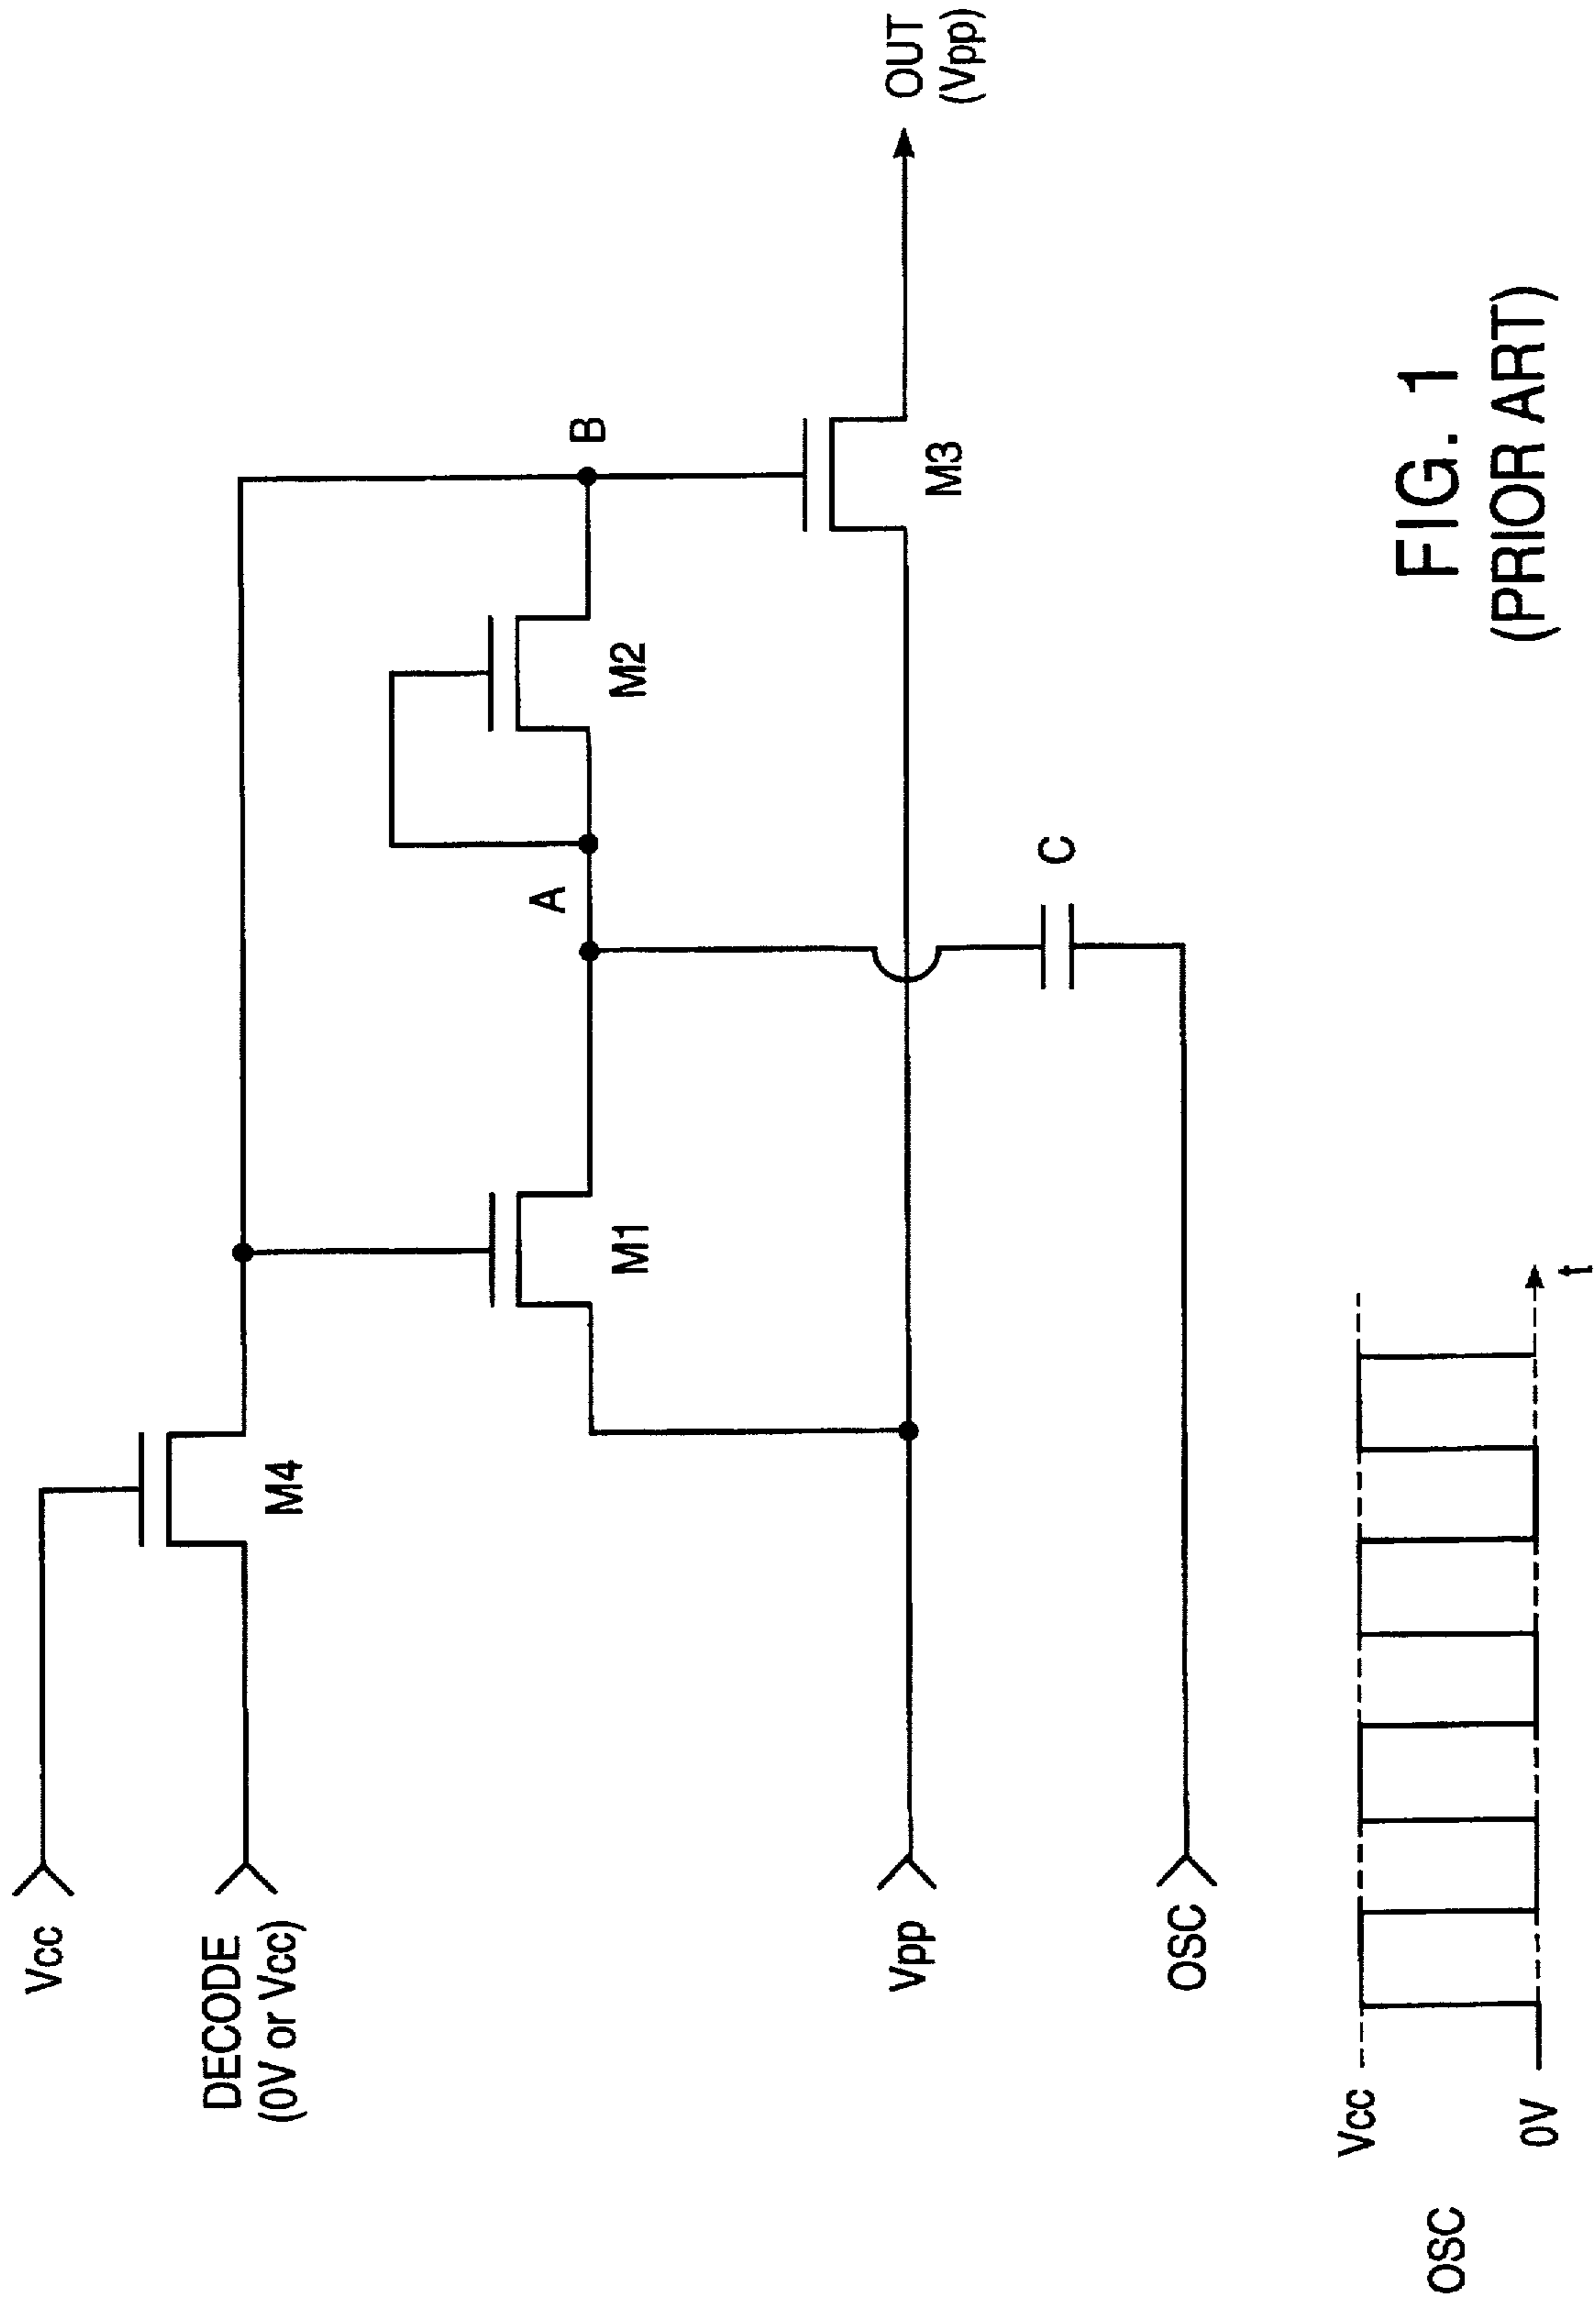 Vcc
DECODE
(0V or Vcc)
M4
M1
A
M2
B
M3
OUT
(Vpp)
Vpp
C
OSC
OSC
Vcc
0V
t
FIG. 1
(PRIOR ART)